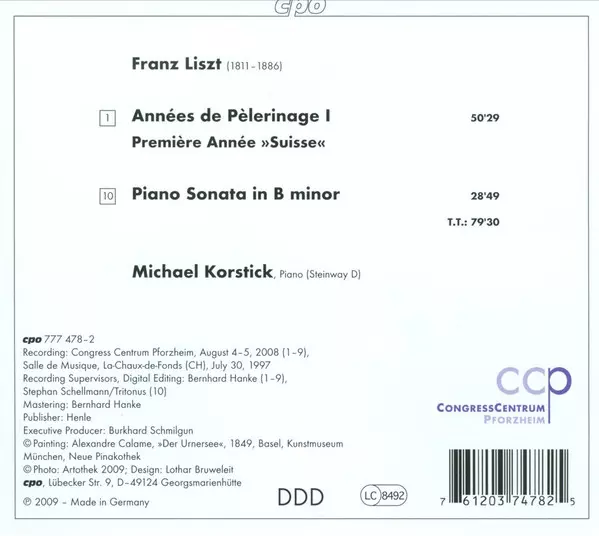 cpo
Franz Liszt (1811–1886)
1 Années de Pèlerinage I 50'29
Première Année »Suisse«
10 Piano Sonata in B minor 28'49
T.T.: 79'30
Michael Korstick, Piano (Steinway D)
cpo 777 478–2
Recording: Congress Centrum Pforzheim, August 4–5, 2008 (1–9),
Salle de Musique, La-Chaux-de-Fonds (CH), July 30, 1997
Recording Supervisors, Digital Editing: Bernhard Hanke (1–9),
Stephan Schellmann/Tritonus (10)
Mastering: Bernhard Hanke
Publisher: Henle
Executive Producer: Burkhard Schmilgun
© Painting: Alexandre Calame, »Der Urnersee«, 1849, Basel, Kunstmuseum
München, Neue Pinakothek
© Photo: Artothek 2009; Design: Lothar Bruweleit
cpo, Lübecker Str. 9, D–49124 Georgsmarienhütte
℗ 2009 – Made in Germany
DDD
LC 8492
ccp
CongressCentrum
Pforzheim
7 61203 74782 5